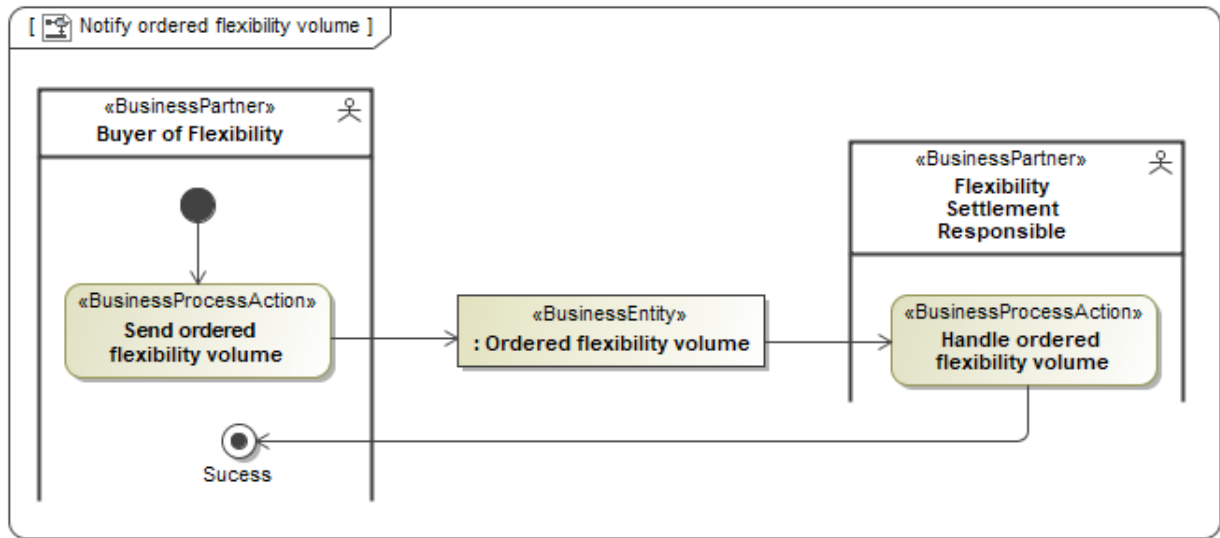 [ Notify ordered flexibility volume ]
«BusinessPartner»
Buyer of Flexibility
«BusinessPartner»
Flexibility
Settlement
Responsible
«BusinessProcessAction»
Send ordered
flexibility volume
«BusinessEntity»
: Ordered flexibility volume
«BusinessProcessAction»
Handle ordered
flexibility volume
Sucess